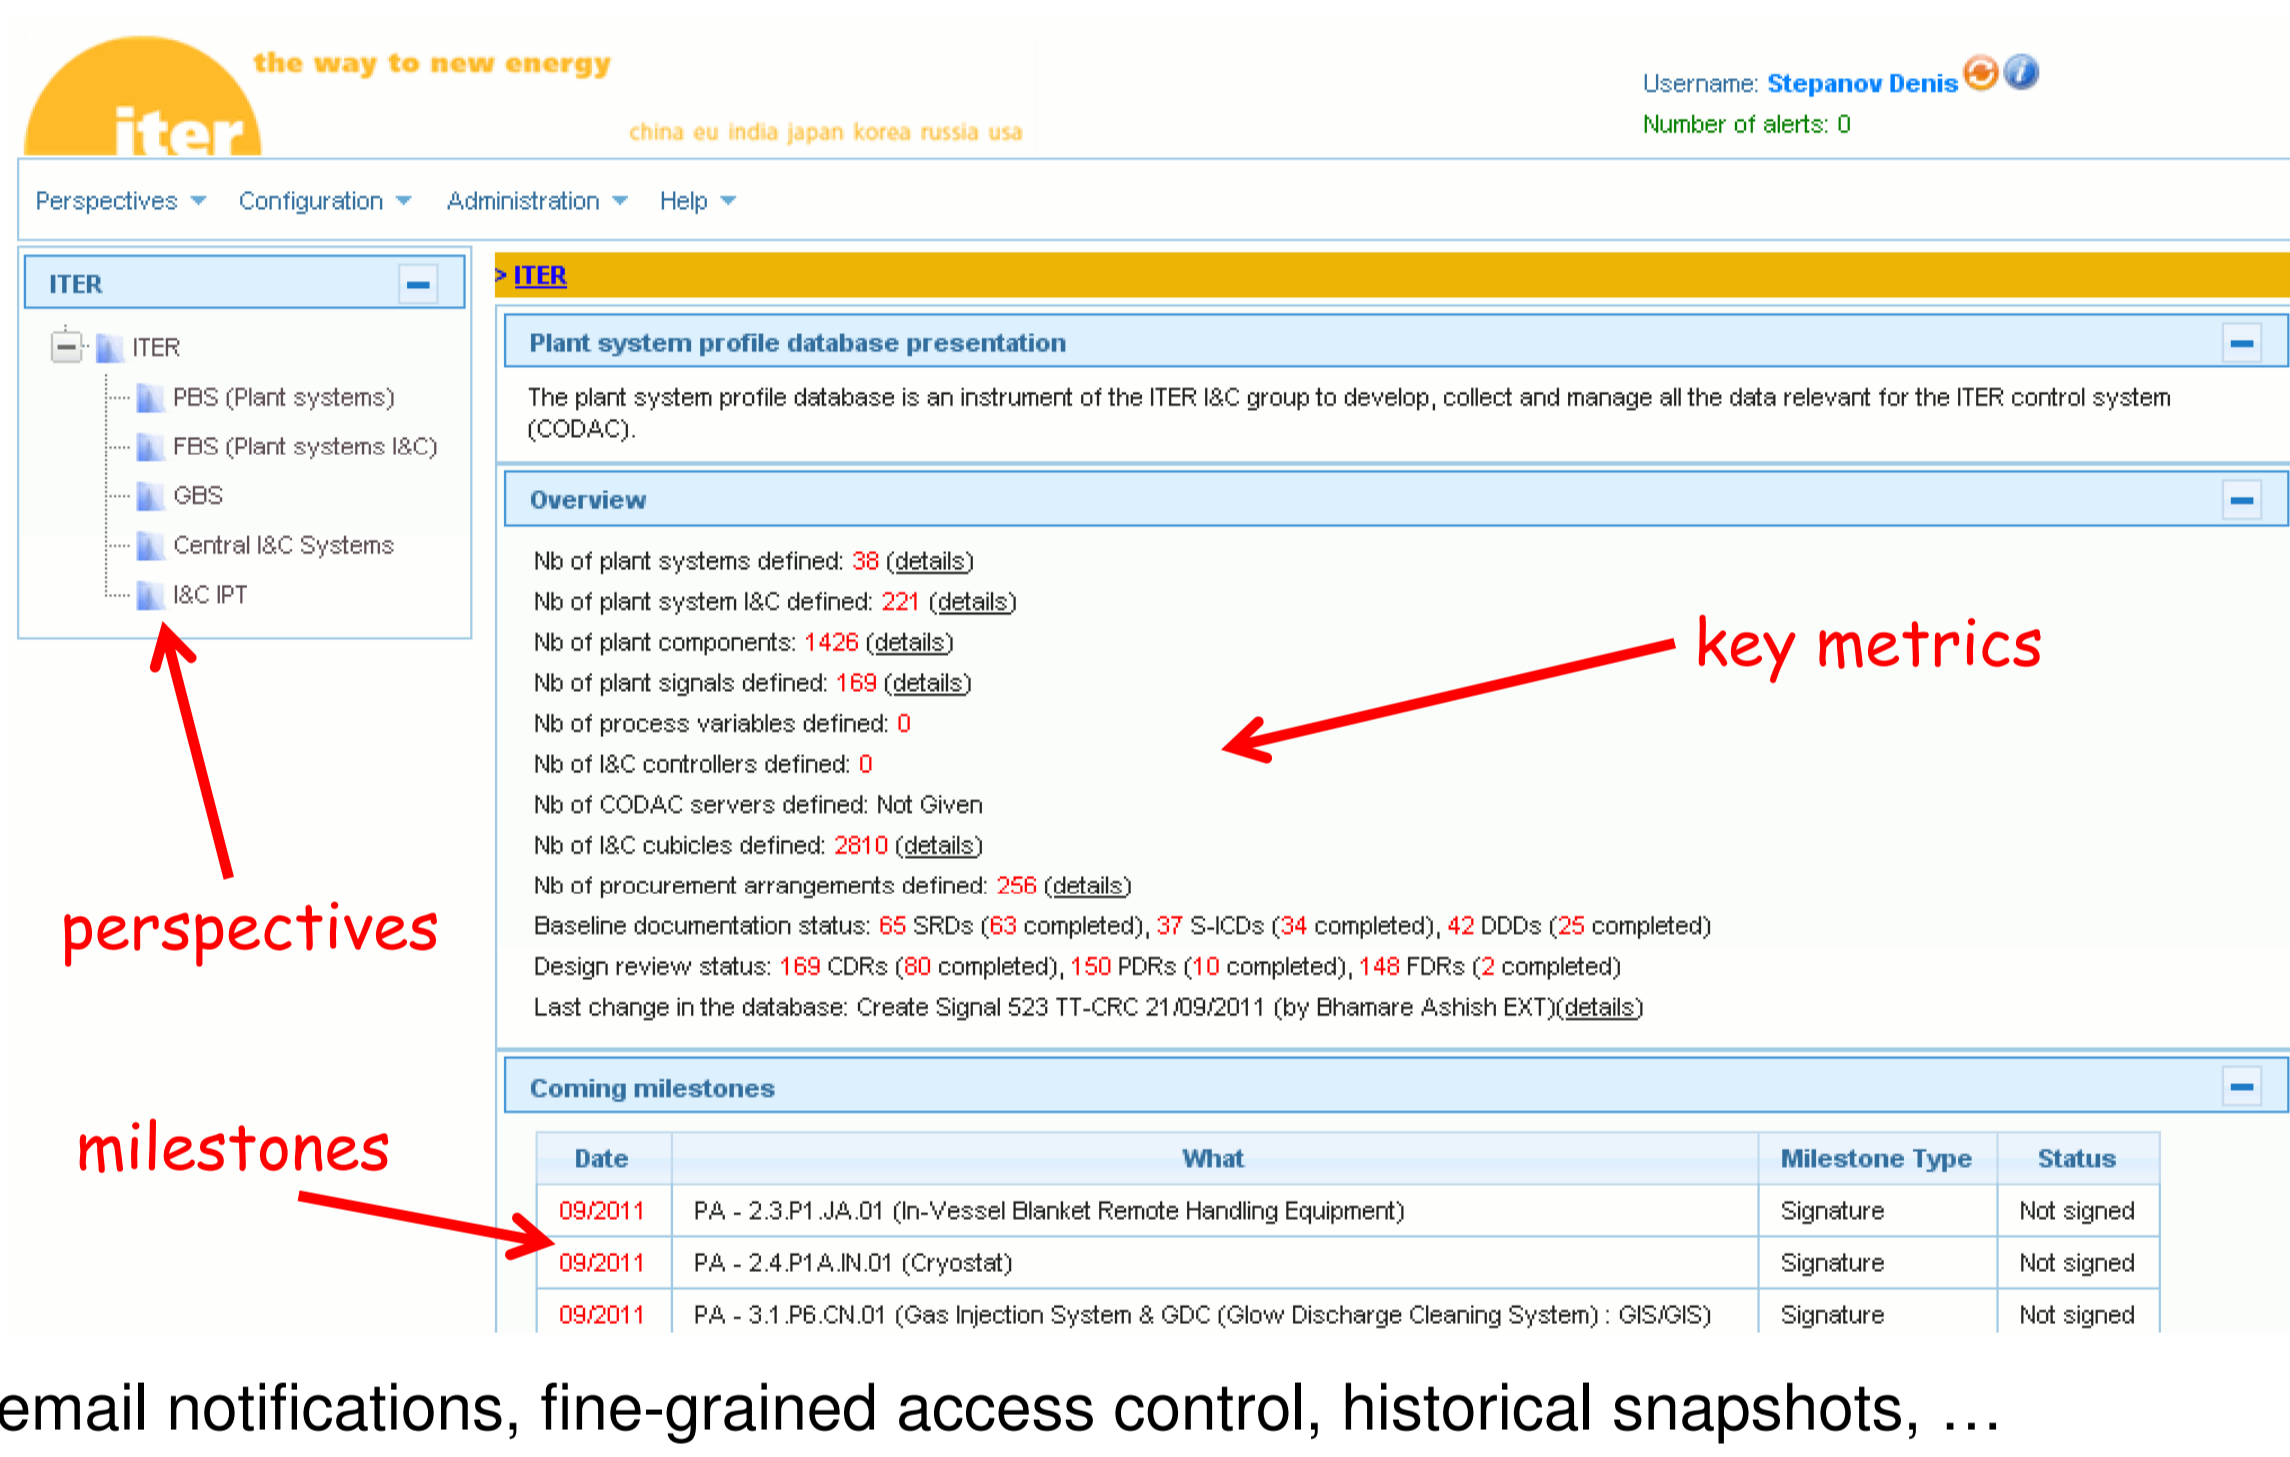 the way to new energy
iter
china eu india japan korea russia usa
Username: Stepanov Denis
Number of alerts: 0
Perspectives Configuration Administration Help
ITER
ITER
PBS (Plant systems)
FBS (Plant systems I&C)
GBS
Central I&C Systems
I&C IPT
perspectives
milestones
> ITER
Plant system profile database presentation
The plant system profile database is an instrument of the ITER I&C group to develop, collect and manage all the data relevant for the ITER control system
(CODAC).
Overview
Nb of plant systems defined: 38 (details)
Nb of plant system I&C defined: 221 (details)
Nb of plant components: 1426 (details)
Nb of plant signals defined: 169 (details)
Nb of process variables defined: 0
Nb of I&C controllers defined: 0
Nb of CODAC servers defined: Not Given
Nb of I&C cubicles defined: 2810 (details)
Nb of procurement arrangements defined: 256 (details)
Baseline documentation status: 65 SRDs (63 completed), 37 S-ICDs (34 completed), 42 DDDs (25 completed)
Design review status: 169 CDRs (80 completed), 150 PDRs (10 completed), 148 FDRs (2 completed)
Last change in the database: Create Signal 523 TT-CRC 21/09/2011 (by Bhamare Ashish EXT)(details)
key metrics
Coming milestones
Date What Milestone Type Status
09/2011 PA - 2.3.P1.JA.01 (In-Vessel Blanket Remote Handling Equipment) Signature Not signed
09/2011 PA - 2.4.P1A.IN.01 (Cryostat) Signature Not signed
09/2011 PA - 3.1.P6.CN.01 (Gas Injection System & GDC (Glow Discharge Cleaning System) : GIS/GIS) Signature Not signed
email notifications, fine-grained access control, historical snapshots, …